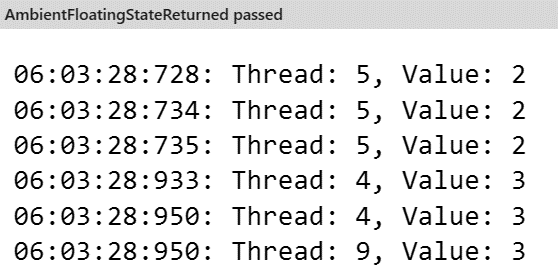 AmbientFloatingStateReturned passed
06:03:28:728: Thread: 5, Value: 2
06:03:28:734: Thread: 5, Value: 2
06:03:28:735: Thread: 5, Value: 2
06:03:28:933: Thread: 4, Value: 3
06:03:28:950: Thread: 4, Value: 3
06:03:28:950: Thread: 9, Value: 3